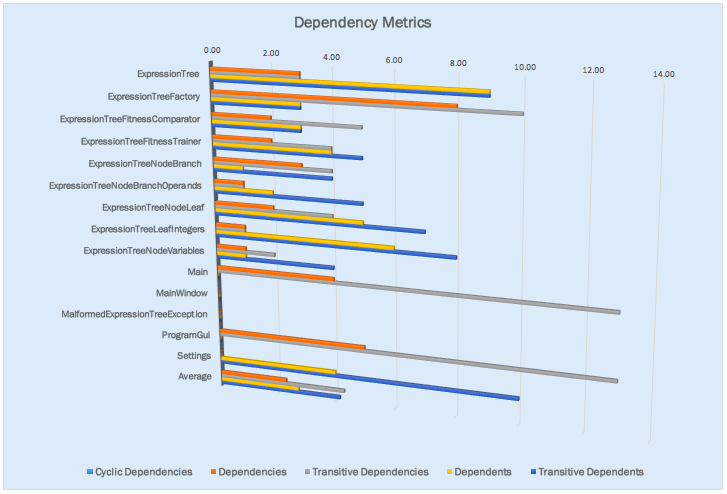 Dependency Metrics
0.00 2.00 4.00 6.00 8.00 10.00 12.00 14.00
ExpressionTree
ExpressionTreeFactory
ExpressionTreeFitnessComparator
ExpressionTreeFitnessTrainer
ExpressionTreeNodeBranch
ExpressionTreeNodeBranchOperands
ExpressionTreeNodeLeaf
ExpressionTreeLeafIntegers
ExpressionTreeNodeVariables
Main
MainWindow
MalformedExpressionTreeException
ProgramGui
Settings
Average
Cyclic Dependencies Dependencies Transitive Dependencies Dependents Transitive Dependents